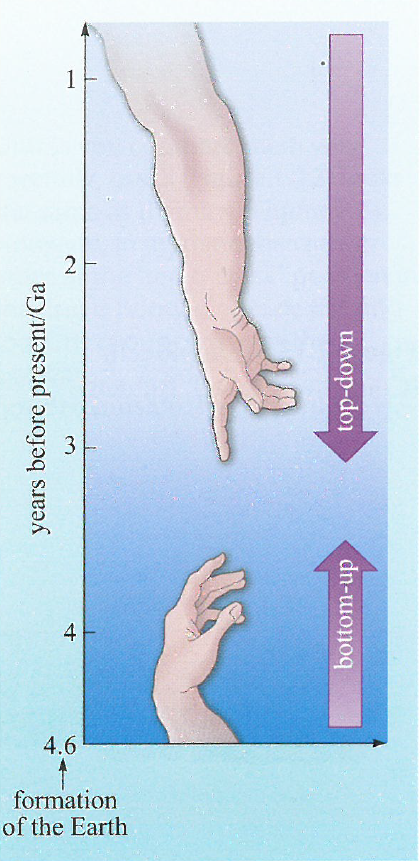 years before present/Ga
1
2
3
4
4.6
top-down
bottom-up
formation
of the Earth